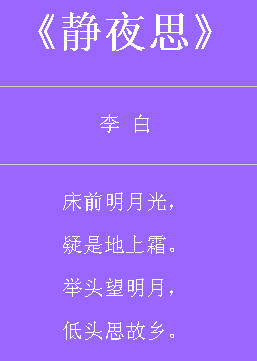 《静夜思》
李 白
床前明月光，
疑是地上霜。
举头望明月，
低头思故乡。